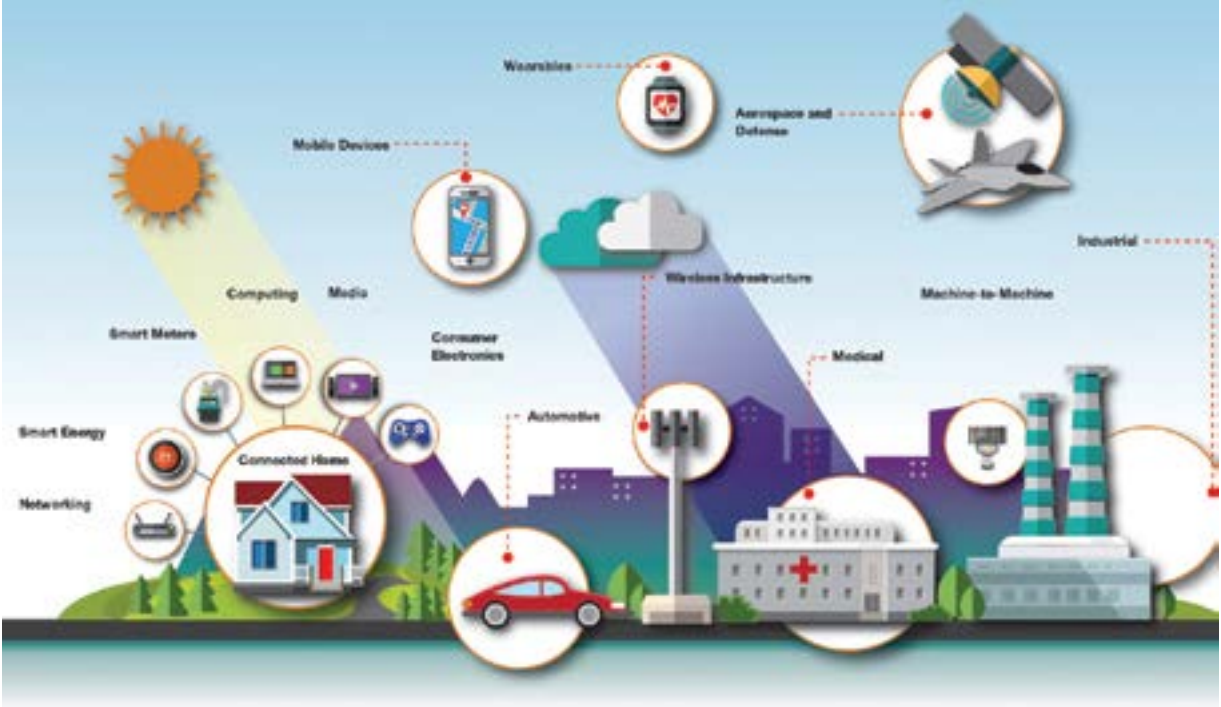 Wearables
Aerospace and
Defense
Mobile Devices
Industrial
Wireless Infrastructure
Computing
Media
Machine-to-Machine
Smart Meters
Consumer
Electronics
Medical
Automotive
Smart Energy
Connected Home
Networking